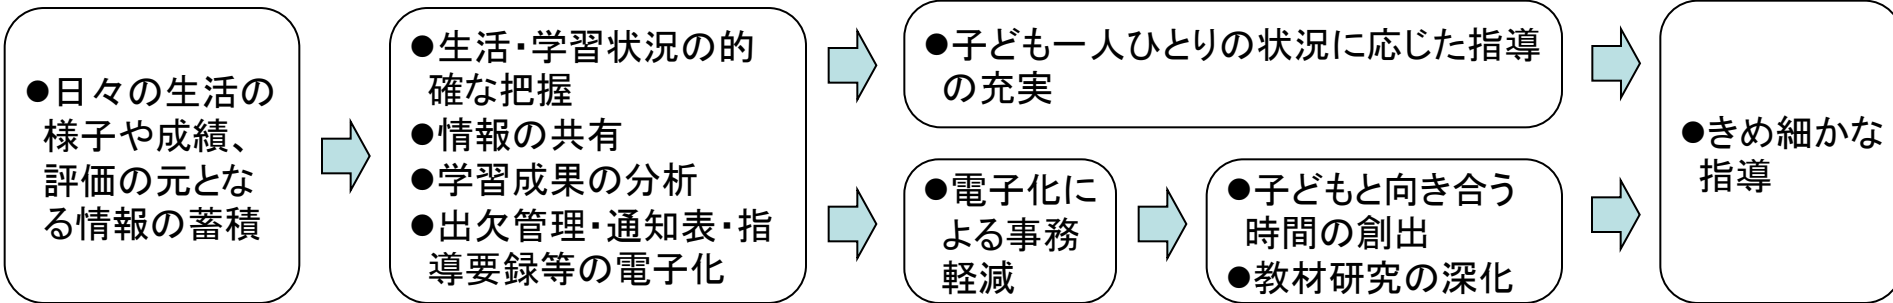 ●日々の生活の
様子や成績、
評価の元とな
る情報の蓄積
●生活・学習状況の的
確な把握
●情報の共有
●学習成果の分析
●出欠管理・通知表・指
導要録等の電子化
●子ども一人ひとりの状況に応じた指導
の充実
●電子化に
よる事務
軽減
●子どもと向き合う
時間の創出
●教材研究の深化
●きめ細かな
指導